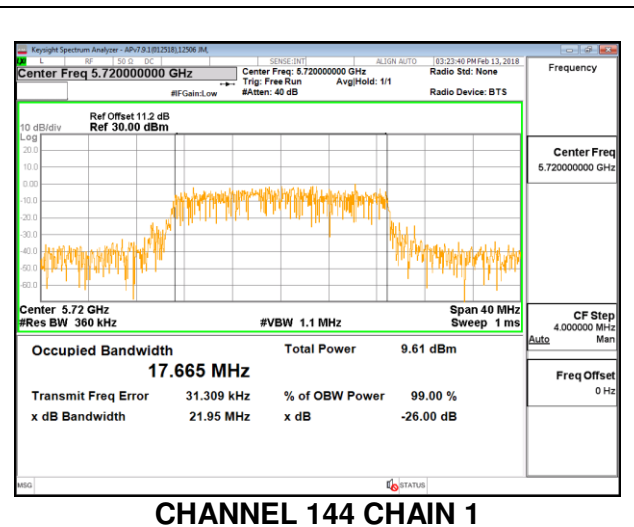 Keysight Spectrum Analyzer - APv7.9.1(012518),12506 JM,
L RF 50 Ω DC SENSE:INT ALIGN AUTO 03:23:40 PM Feb 13, 2018
Center Freq 5.720000000 GHz Center Freq: 5.720000000 GHz Radio Std: None Frequency
Trig: Free Run Avg|Hold: 1/1
#IFGain:Low #Atten: 40 dB Radio Device: BTS
Ref Offset 11.2 dB
10 dB/div Ref 30.00 dBm
Log
20.0
10.0
0.00
-10.0
-20.0
-30.0
-40.0
-50.0
-60.0
Center Freq
5.720000000 GHz
Center 5.72 GHz Span 40 MHz
#Res BW 360 kHz #VBW 1.1 MHz Sweep 1 ms
CF Step
4.000000 MHz
Auto Man
Occupied Bandwidth Total Power 9.61 dBm
17.665 MHz
Freq Offset
0 Hz
Transmit Freq Error 31.309 kHz % of OBW Power 99.00 %
x dB Bandwidth 21.95 MHz x dB -26.00 dB
MSG STATUS
CHANNEL 144 CHAIN 1